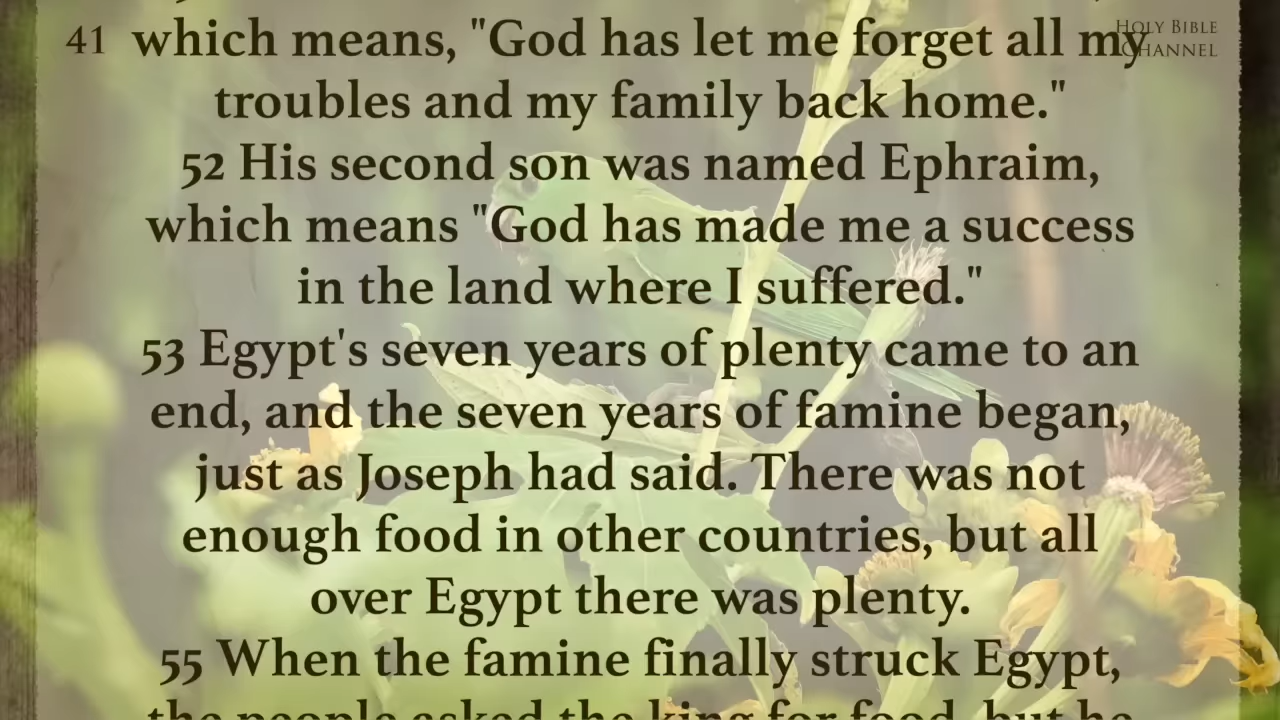 41 which means, "God has let me forget all my
HOLY BIBLE
CHANNEL
troubles and my family back home."
52 His second son was named Ephraim,
which means "God has made me a success
in the land where I suffered."
53 Egypt's seven years of plenty came to an
end, and the seven years of famine began,
just as Joseph had said. There was not
enough food in other countries, but all
over Egypt there was plenty.
55 When the famine finally struck Egypt,
the people asked the king for food, but he